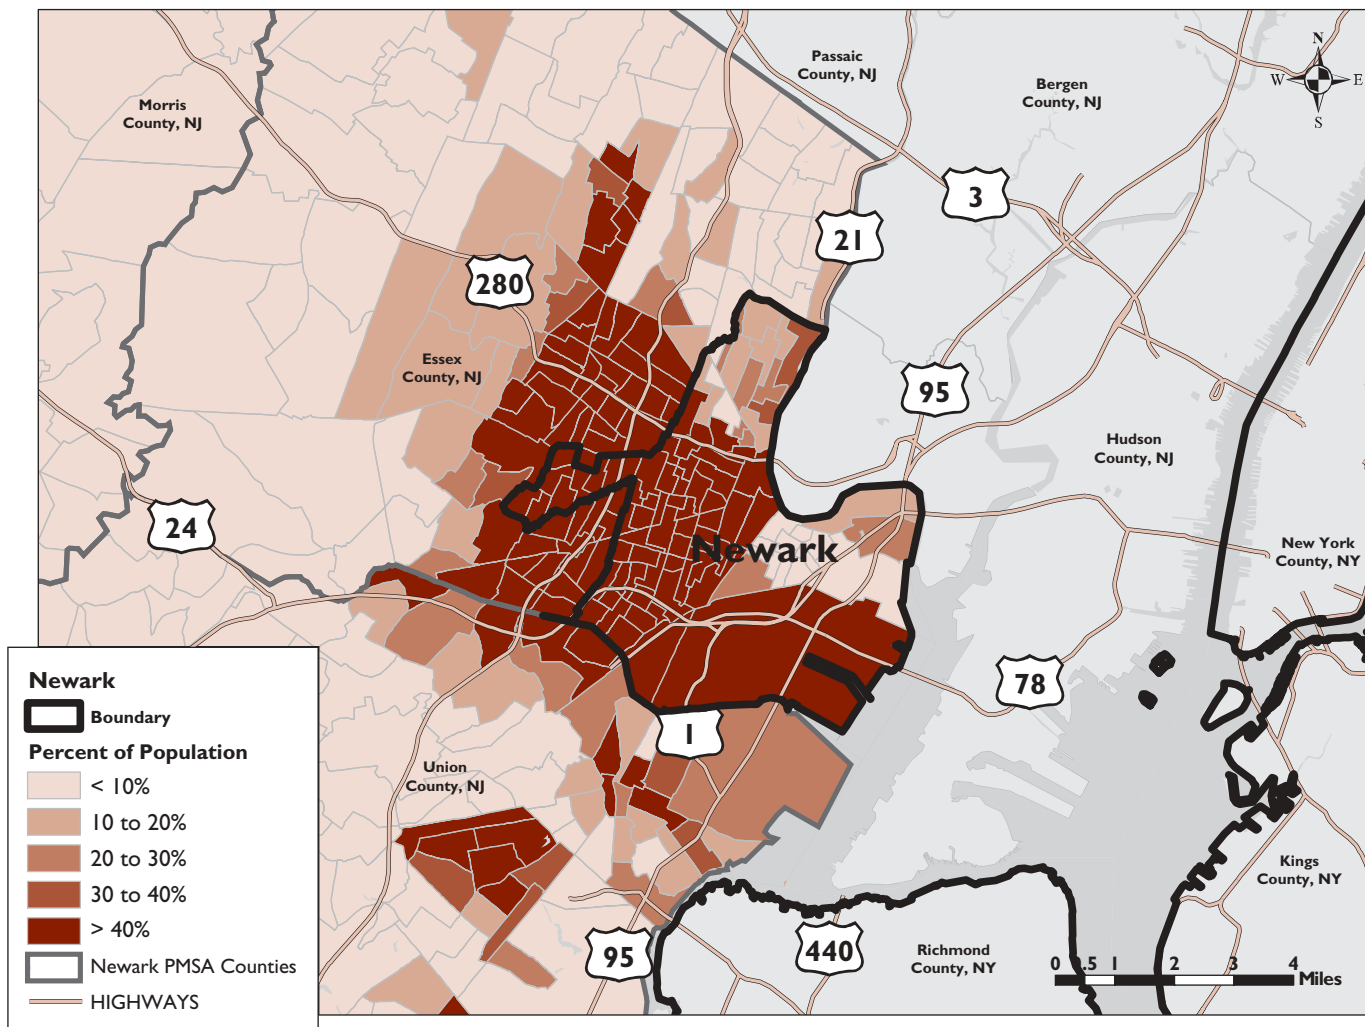 Passaic
County, NJ
N
W
E
S
Morris
County, NJ
Bergen
County, NJ
3
21
280
Essex
County, NJ
95
Hudson
County, NJ
24
Newark
New York
County, NY
78
1
Union
County, NJ
Kings
County, NY
95
440
Richmond
County, NY
0 0.5 1 2 3 4
Miles
Newark
Boundary
Percent of Population
< 10%
10 to 20%
20 to 30%
30 to 40%
> 40%
Newark PMSA Counties
HIGHWAYS